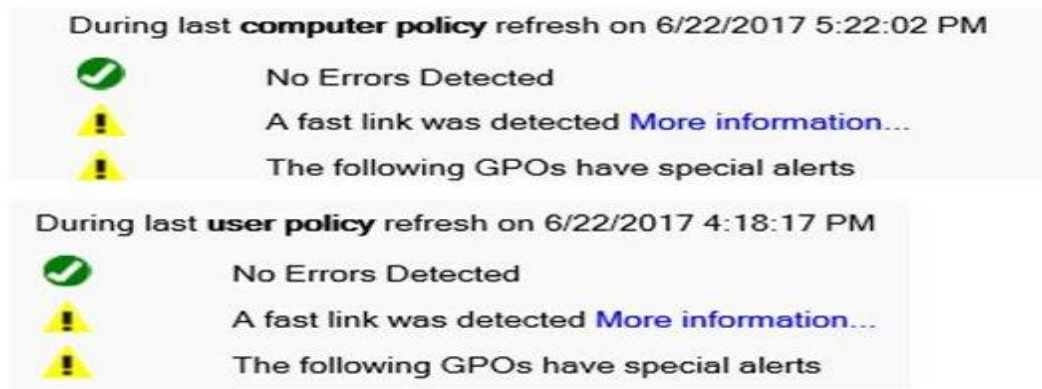 During last computer policy refresh on 6/22/2017 5:22:02 PM
No Errors Detected
A fast link was detected More information...
The following GPOs have special alerts
During last user policy refresh on 6/22/2017 4:18:17 PM
No Errors Detected
A fast link was detected More information...
The following GPOs have special alerts